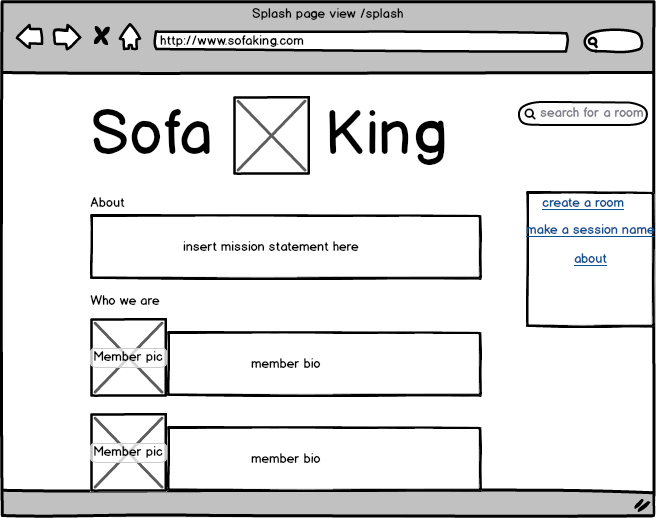 Splash page view /splash
http://www.sofaking.com
Sofa King
search for a room
create a room
make a session name
about
About
insert mission statement here
Who we are
Member pic
member bio
Member pic
member bio